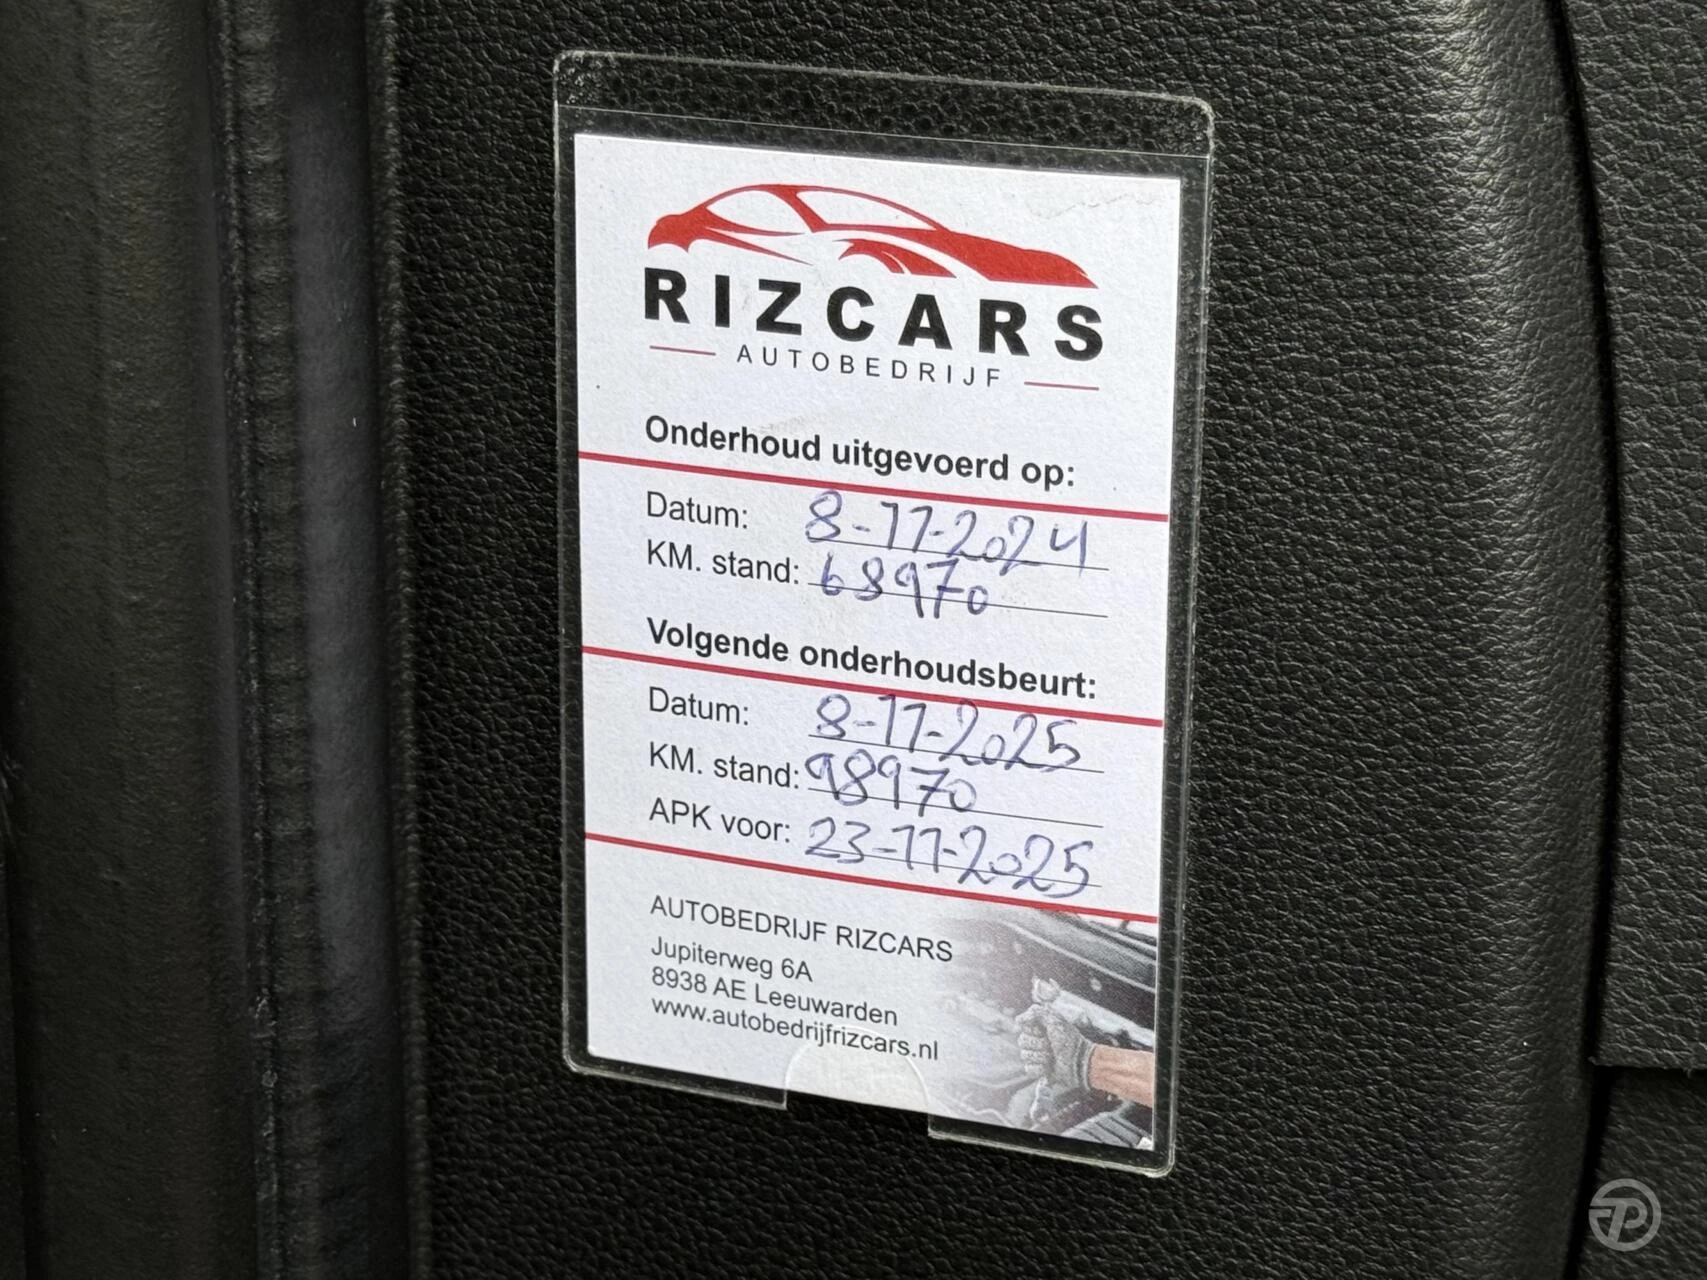 RIZCARS
AUTOBEDRIJF
Onderhoud uitgevoerd op:
Datum: 8-11-2024
KM. stand: 68970
Volgende onderhoudsbeurt:
Datum: 8-11-2025
KM. stand: 98970
APK voor: 23-11-2025
AUTOBEDRIJF RIZCARS
Jupiterweg 6A
8938 AE Leeuwarden
www.autobedrijfrizcars.nl